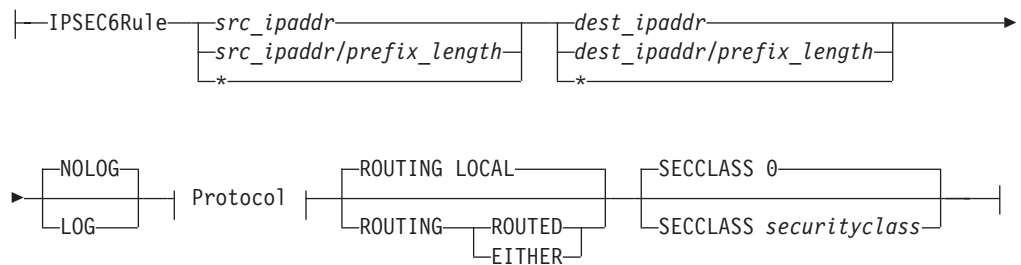 IPSEC6Rule src_ipaddr dest_ipaddr
src_ipaddr/prefix_length dest_ipaddr/prefix_length
* *
NOLOG ROUTING LOCAL SECCLASS 0
Protocol
LOG ROUTING ROUTED SECCLASS securityclass
EITHER